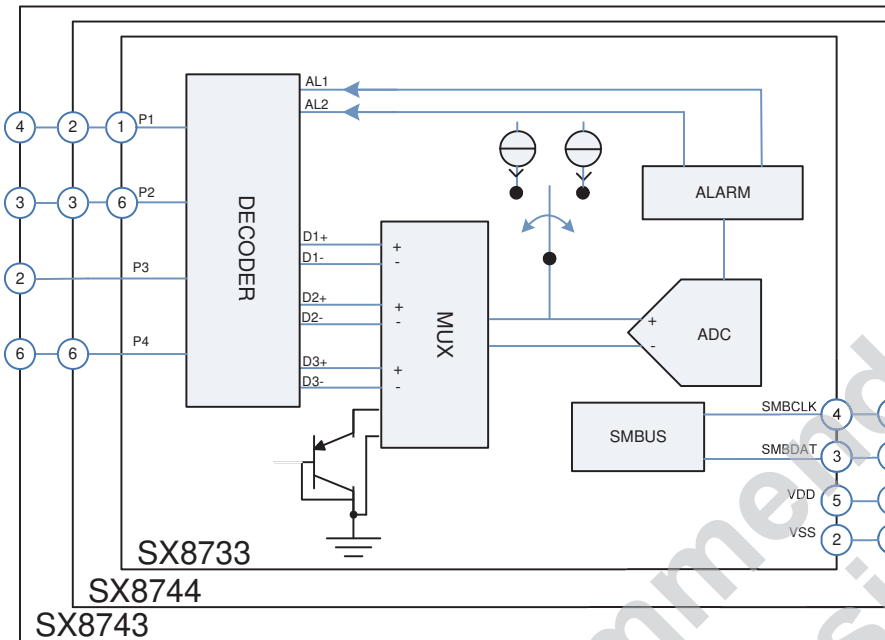 AL1
AL2
4 2 1 P1
3 3 6 P2
2 P3
6 6 P4
DECODER
D1+
D1-
D2+
D2-
D3+
D3-
+
-
+
-
+
-
MUX
ALARM
+
-
ADC
SMBUS
SMBCLK 4
SMBDAT 3
VDD 5
VSS 2
SX8733
SX8744
SX8743
mmend